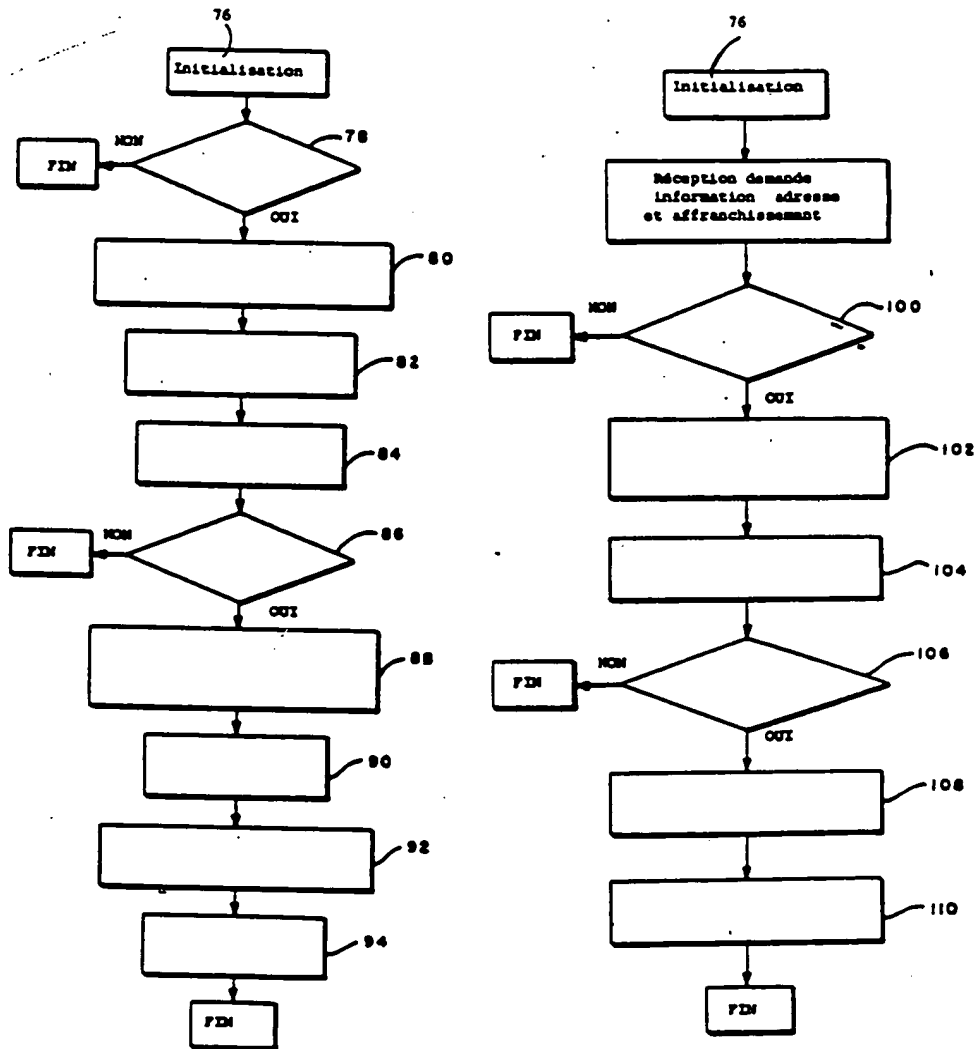 76
Initialisation
78
NON
FIN
OUI
80
82
84
86
NON
FIN
OUI
88
90
92
94
FIN
76
Initialisation
Réception demande
information adresse
et affranchissement
100
NON
FIN
OUI
102
104
106
NON
FIN
OUI
108
110
FIN